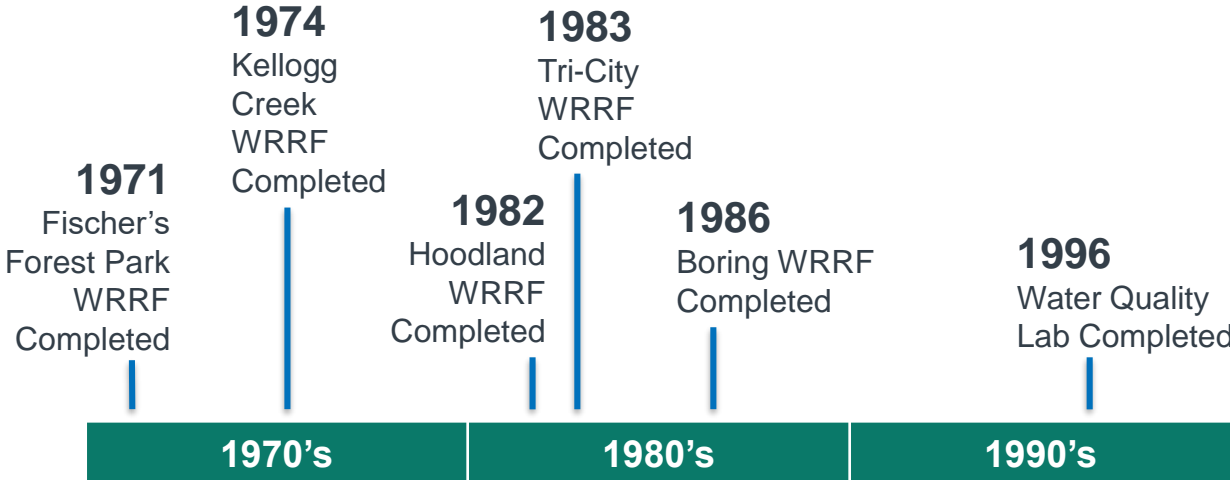 1971
Fischer’s
Forest Park
WRRF
Completed
1974
Kellogg
Creek
WRRF
Completed
1982
Hoodland
WRRF
Completed
1983
Tri-City
WRRF
Completed
1986
Boring WRRF
Completed
1996
Water Quality
Lab Completed
1970’s
1980’s
1990’s